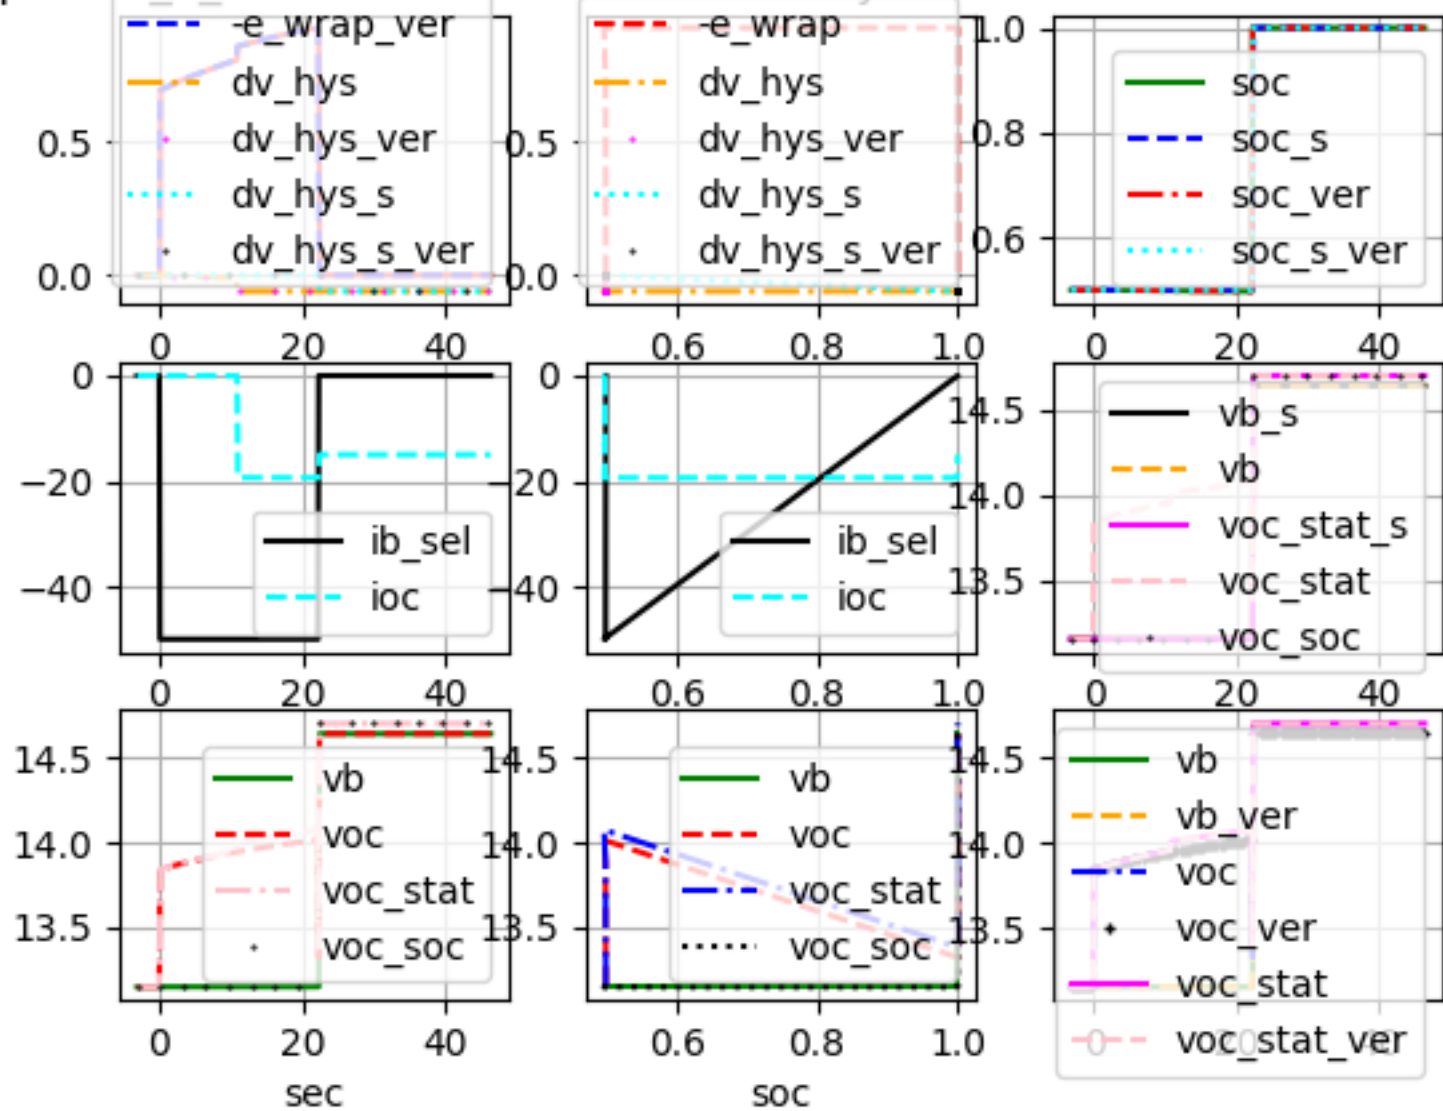 -e_wrap_ver
dv_hys
dv_hys_ver
dv_hys_s
dv_hys_s_ver
0.5
0.0
0 20 40
-e_wrap
dv_hys
dv_hys_ver
dv_hys_s
dv_hys_s_ver
0.5
0.0
0.6 0.8 1.0
soc
soc_s
soc_ver
soc_s_ver
1.0
0.8
0.6
0 20 40
0
−20
−40
ib_sel
ioc
0 20 40
0
−20
−40
ib_sel
ioc
0.6 0.8 1.0
14.5
14.0
13.5
vb_s
vb
voc_stat_s
voc_stat
voc_soc
0 20 40
14.5
14.0
13.5
vb
voc
voc_stat
voc_soc
0 20 40
sec
14.5
14.0
13.5
vb
voc
voc_stat
voc_soc
0.6 0.8 1.0
soc
14.5
14.0
13.5
vb
vb_ver
voc
voc_ver
voc_stat
voc_stat_ver
0 20 40